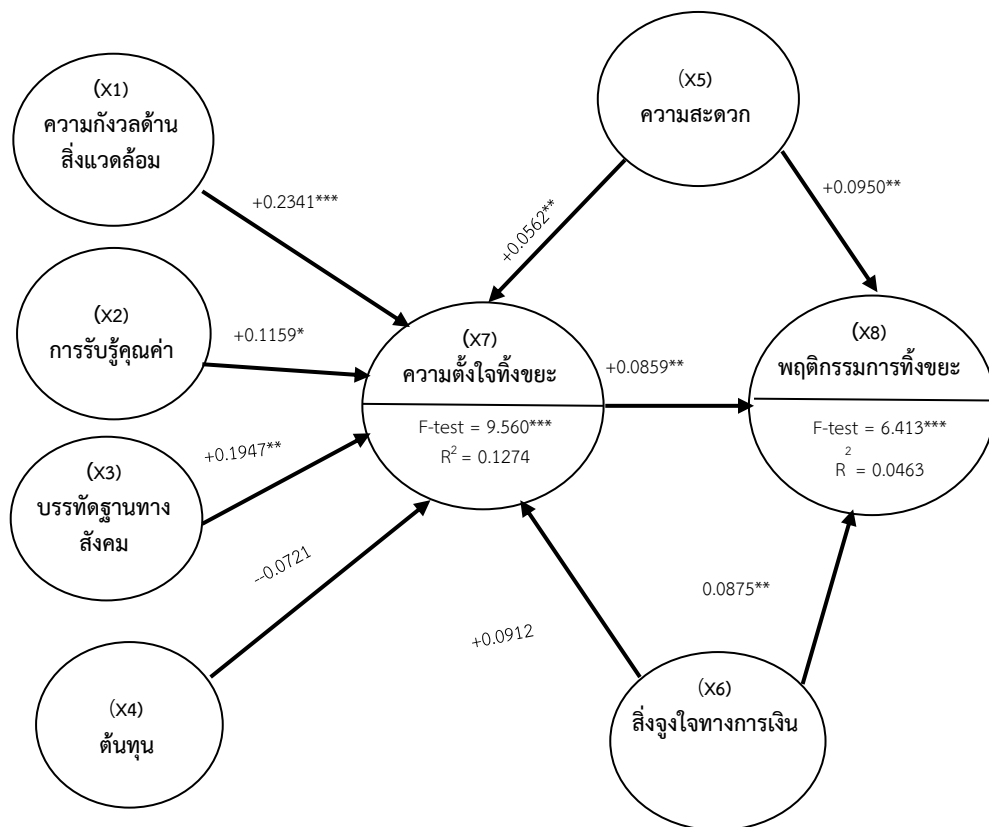 (X1)
ความกังวลด้าน
สิ่งแวดล้อม
(X5)
ความสะดวก
+0.2341***
+0.0562**
+0.0950**
(X2)
การรับรู้คุณค่า
+0.1159*
(X7)
ความตั้งใจทิ้งขยะ
F-test = 9.560***
R² = 0.1274
+0.0859**
(X8)
พฤติกรรมการทิ้งขยะ
F-test = 6.413***
2
R = 0.0463
(X3)
บรรทัดฐานทาง
สังคม
+0.1947**
--0.0721
+0.0912
0.0875**
(X4)
ต้นทุน
(X6)
สิ่งจูงใจทางการเงิน